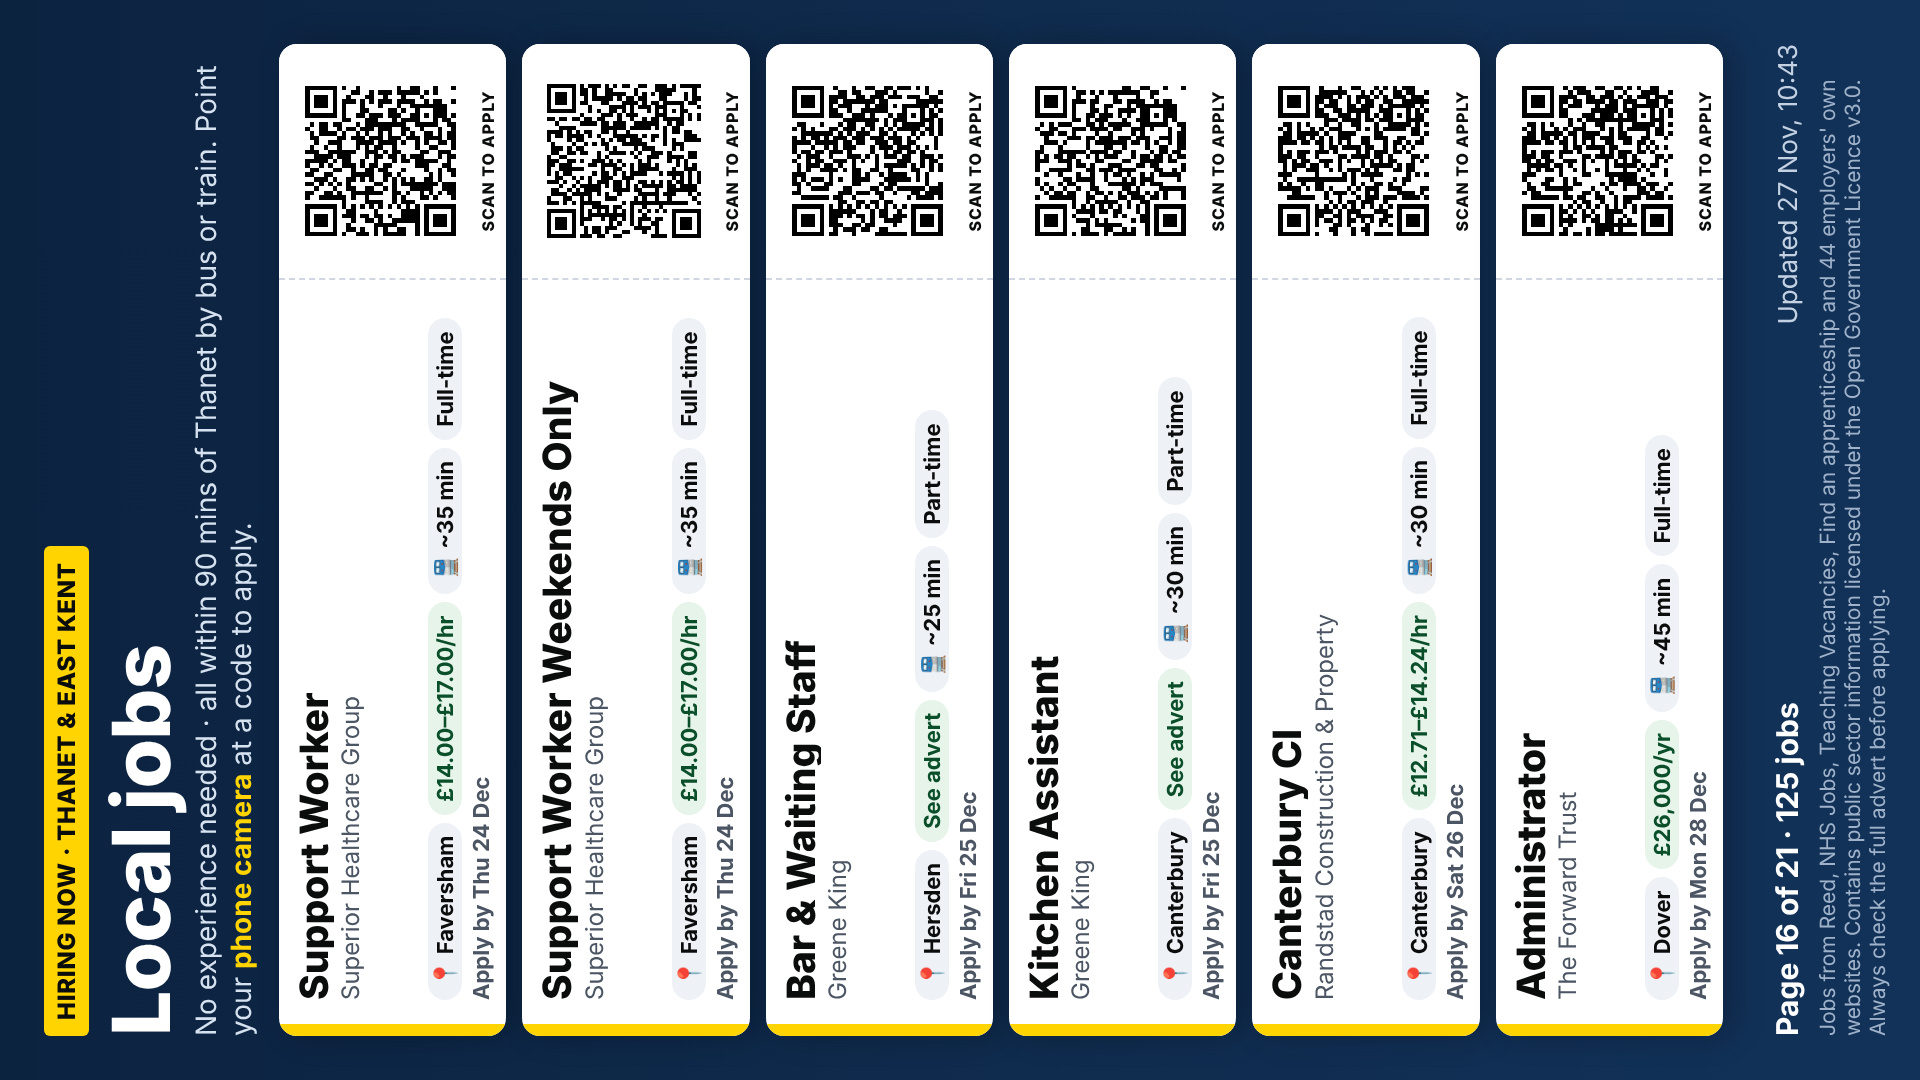 HIRING NOW · THANET & EAST KENT
Local jobs
No experience needed · all within 90 mins of Thanet by bus or train. Point
your phone camera at a code to apply.
Support Worker
Superior Healthcare Group
📍 Faversham £14.00–£17.00/hr 🚆 ~35 min Full-time
Apply by Thu 24 Dec
SCAN TO APPLY
Support Worker Weekends Only
Superior Healthcare Group
📍 Faversham £14.00–£17.00/hr 🚆 ~35 min Full-time
Apply by Thu 24 Dec
SCAN TO APPLY
Bar & Waiting Staff
Greene King
📍 Hersden See advert 🚆 ~25 min Part-time
Apply by Fri 25 Dec
SCAN TO APPLY
Kitchen Assistant
Greene King
📍 Canterbury See advert 🚆 ~30 min Part-time
Apply by Fri 25 Dec
SCAN TO APPLY
Canterbury CI
Randstad Construction & Property
📍 Canterbury £12.71–£14.24/hr 🚆 ~30 min Full-time
Apply by Sat 26 Dec
SCAN TO APPLY
Administrator
The Forward Trust
📍 Dover £26,000/yr 🚆 ~45 min Full-time
Apply by Mon 28 Dec
SCAN TO APPLY
Page 16 of 21 · 125 jobs Updated 27 Nov, 10:43
Jobs from Reed, NHS Jobs, Teaching Vacancies, Find an apprenticeship and 44 employers' own
websites. Contains public sector information licensed under the Open Government Licence v3.0.
Always check the full advert before applying.